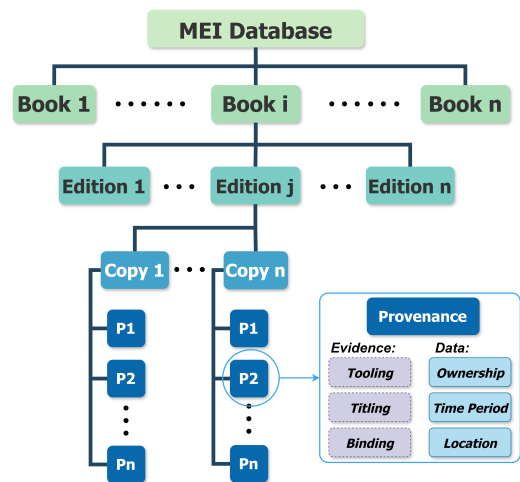 MEI Database
Book 1 ...... Book i ...... Book n
Edition 1 ... Edition j ... Edition n
Copy 1 ... Copy n
P1 P1
Provenance
Evidence: Data:
P2 P2
Tooling Ownership
Titling Time Period
Binding Location
Pn Pn